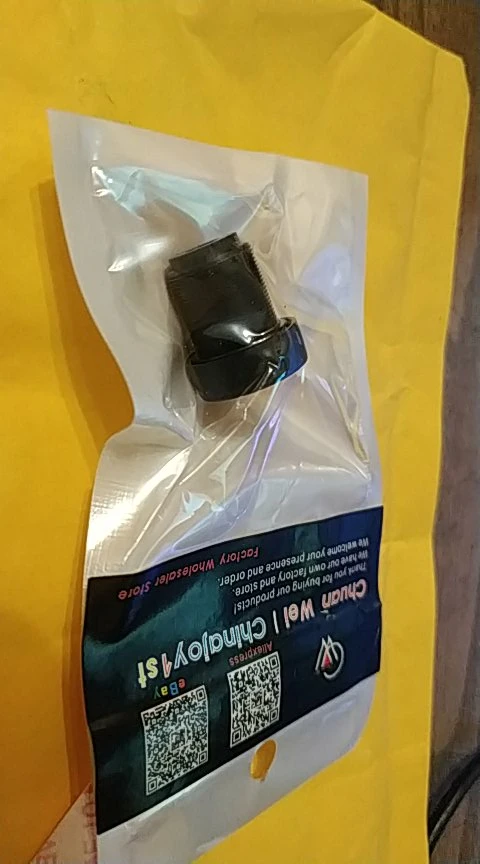 Chuan Wei | Chinajoy1st
Thank you for buying our products!
We have our own factory and store.
We welcome your presence and order.
Factory Wholesaler Store
Aliexpress
eBay